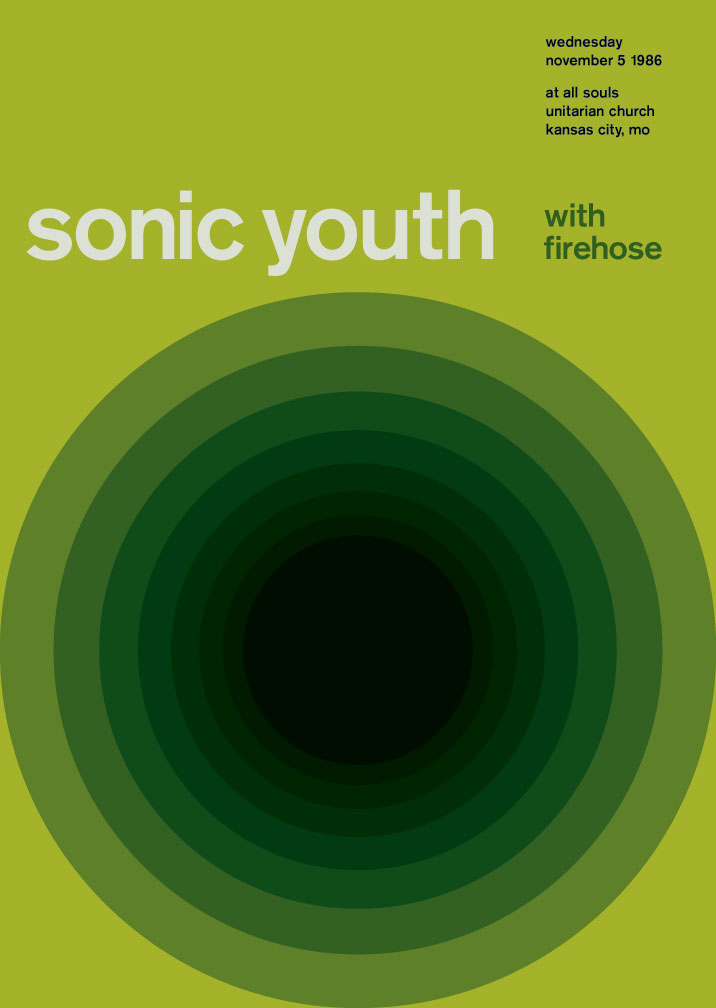 wednesday
november 5 1986
at all souls
unitarian church
kansas city, mo
sonic youth
with
firehose